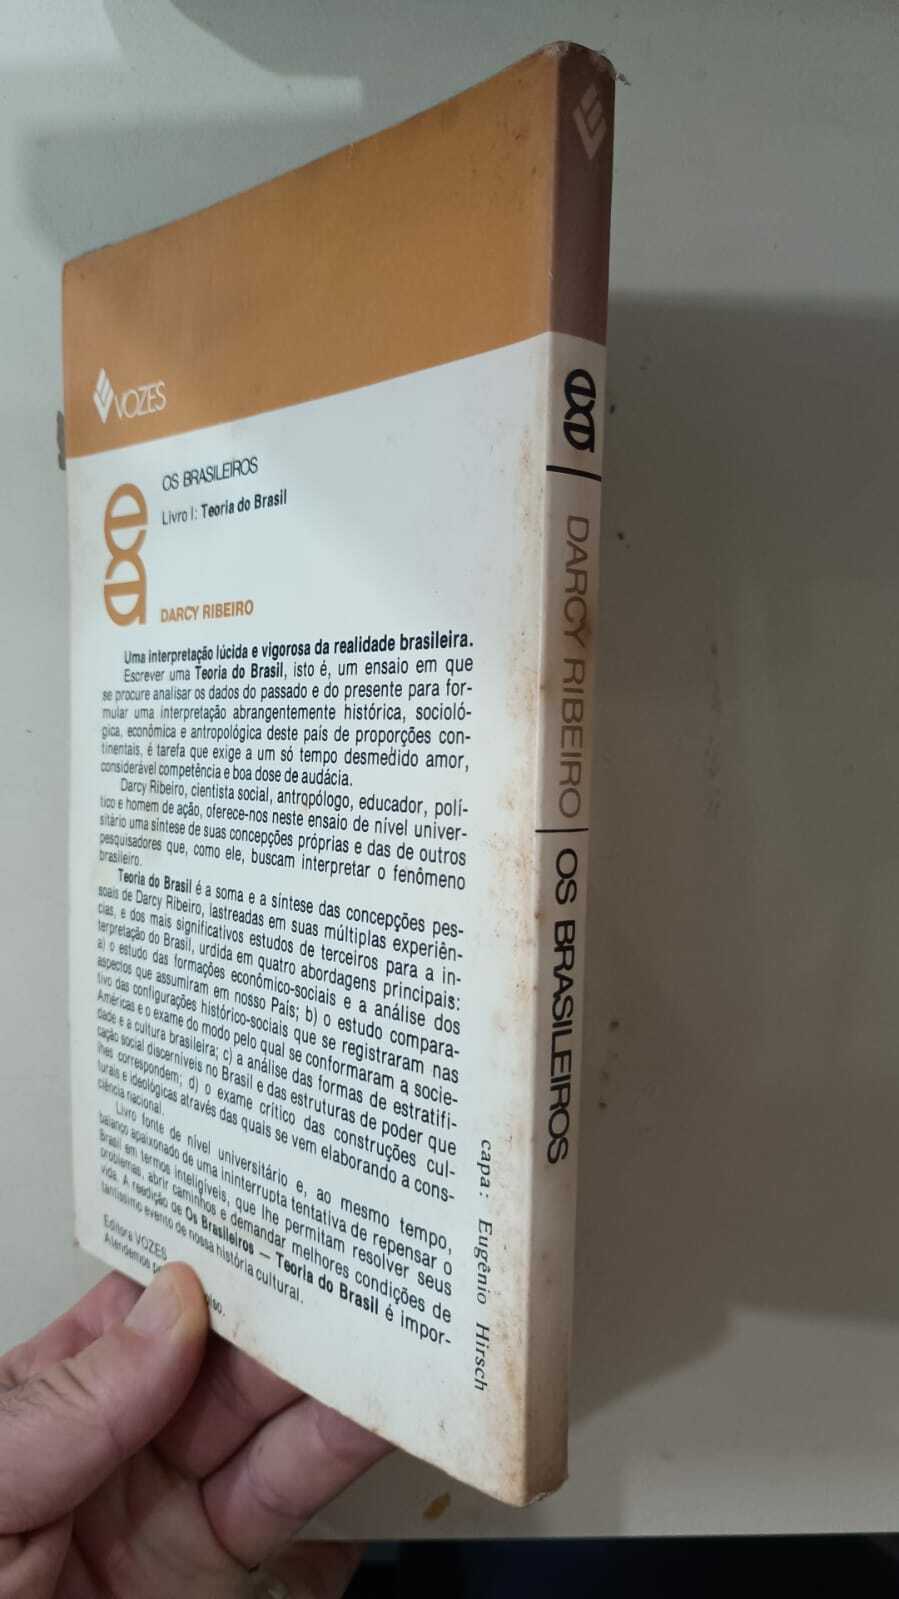 VOZES
exa
OS BRASILEIROS
Livro I: Teoria do Brasil
DARCY RIBEIRO
Uma interpretação lúcida e vigorosa da realidade brasileira.
Escrever uma Teoria do Brasil, isto é, um ensaio em que
se procure analisar os dados do passado e do presente para for-
mular uma interpretação abrangentemente histórica, socioló-
gica, econômica e antropológica deste país de proporções con-
tinentais, é tarefa que exige a um só tempo desmedido amor,
considerável competência e boa dose de audácia.
Darcy Ribeiro, cientista social, antropólogo, educador, polí-
tico e homem de ação, oferece-nos neste ensaio de nível univer-
sitário uma síntese de suas concepções próprias e das de outros
pesquisadores que, como ele, buscam interpretar o fenômeno
brasileiro.
Teoria do Brasil é a soma e a síntese das concepções pes-
soais de Darcy Ribeiro, lastreadas em suas múltiplas experiên-
cias, e dos mais significativos estudos de terceiros para a in-
terpretação do Brasil, urdida em quatro abordagens principais:
a) o estudo das formações econômico-sociais e a análise dos
aspectos que assumiram em nosso País; b) o estudo compara-
tivo das configurações histórico-sociais que se registraram nas
Américas e o exame do modo pelo qual se conformaram a socie-
dade e a cultura brasileira; c) a análise das formas de estratifi-
cação social discerníveis no Brasil e das estruturas de poder que
lhes correspondem; d) o exame crítico das construções cul-
turais e ideológicas através das quais se vem elaborando a cons-
ciência nacional.
Livro fonte de nível universitário e, ao mesmo tempo,
balanço apaixonado de uma ininterrupta tentativa de repensar o
Brasil em termos inteligíveis, que lhe permitam resolver seus
problemas, abrir caminhos e demandar melhores condições de
vida. A reedição de Os Brasileiros — Teoria do Brasil é impor-
tantíssimo evento de nossa história cultural.
Editora VOZES
Atendemos
capa: Eugênio Hirsch
exa
DARCY RIBEIRO
OS BRASILEIROS